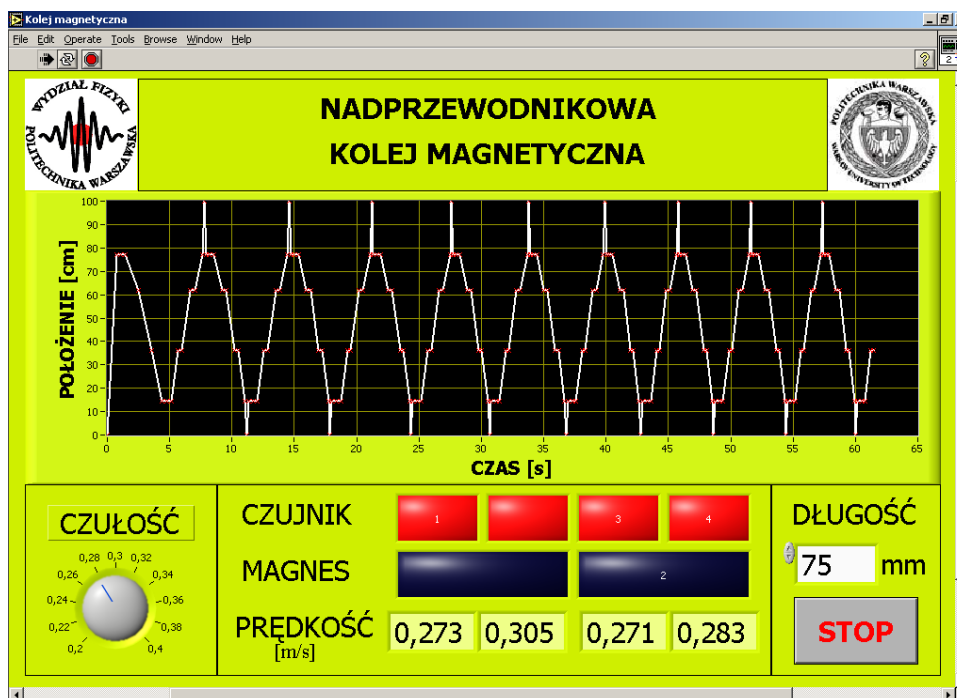 Kolej magnetyczna
File Edit Operate Tools Browse Window Help
2
WYDZIAŁ FIZYKI
POLITECHNIKA WARSZAWSKA
NADPRZEWODNIKOWA
KOLEJ MAGNETYCZNA
POLITECHNIKA WARSZAWSKA
WARSAW UNIVERSITY OF TECHNOLOGY
POŁOŻENIE [cm]
100
90
80
70
60
50
40
30
20
10
0
0 5 10 15 20 25 30 35 40 45 50 55 60 65
CZAS [s]
CZUŁOŚĆ
0,2 0,22 0,24 0,26 0,28 0,3 0,32 0,34 0,36 0,38 0,4
CZUJNIK
1 3 4
MAGNES
2
PRĘDKOŚĆ
[m/s]
0,273 0,305 0,271 0,283
DŁUGOŚĆ
75 mm
STOP